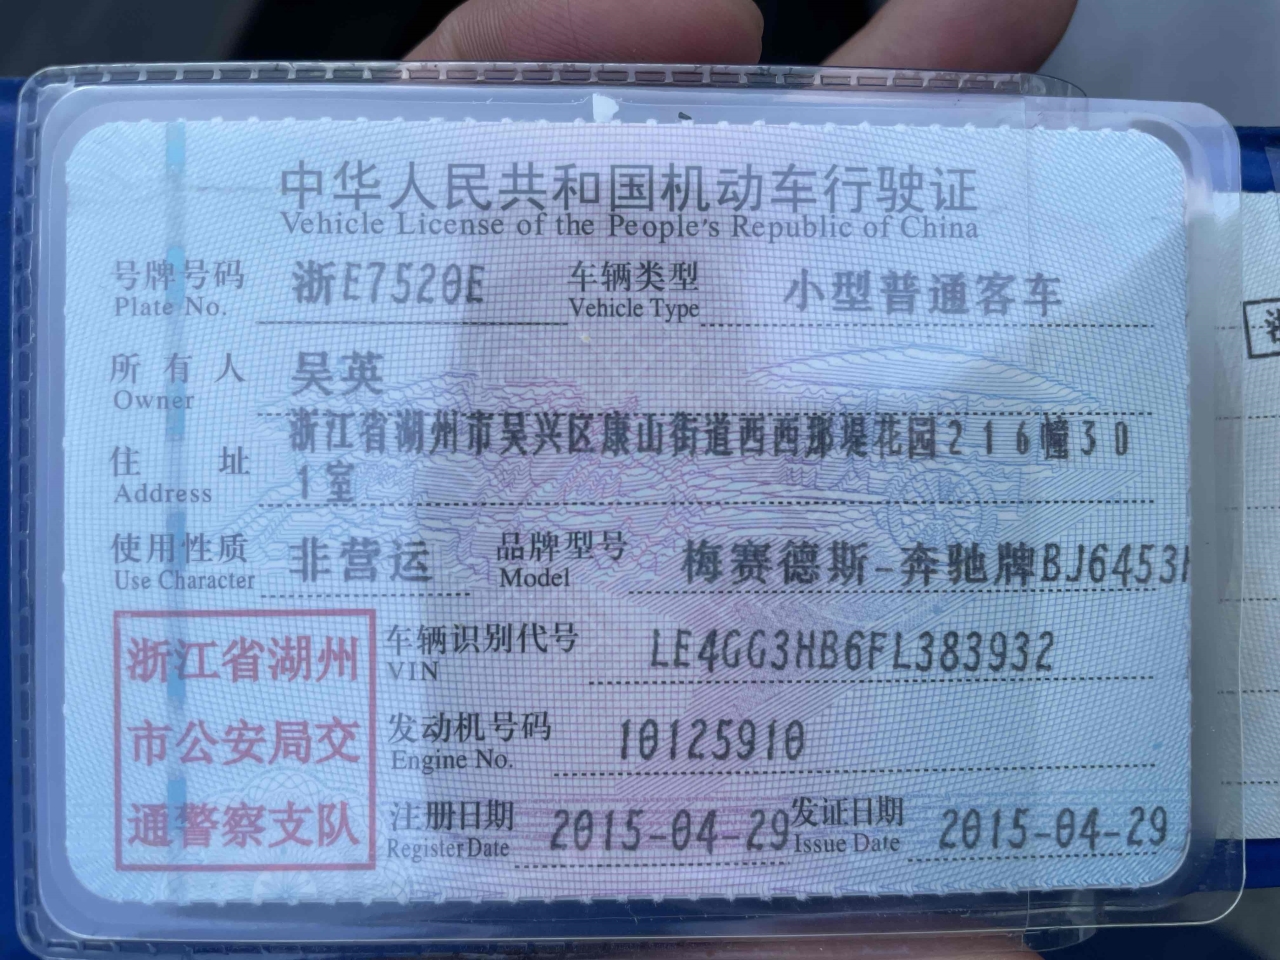 中华人民共和国机动车行驶证
Vehicle License of the People's Republic of China
号牌号码 浙E7520E 车辆类型 小型普通客车
Plate No. Vehicle Type
所有人 吴英
Owner
浙江省湖州市吴兴区康山街道西西那堤花园216幢30
住址 1室
Address
使用性质 非营运 品牌型号 梅赛德斯-奔驰牌BJ6453
Use Character Model
浙江省湖州
市公安局交
通警察支队
车辆识别代号 LE4GG3HB6FL383932
VIN
发动机号码 10125910
Engine No.
注册日期 2015-04-29 发证日期 2015-04-29
Register Date Issue Date